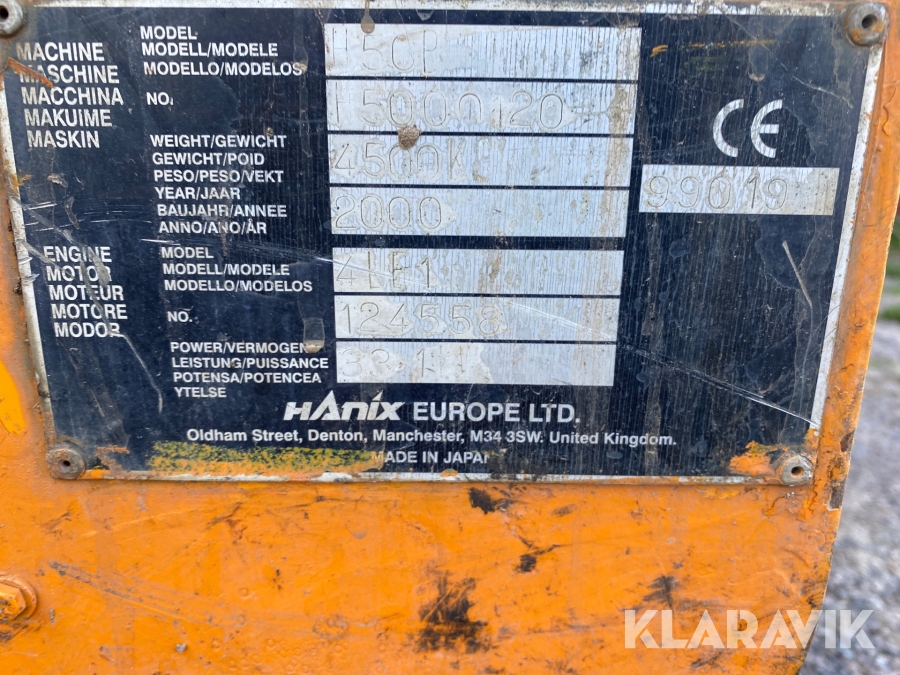 MACHINE
MASCHINE
MACCHINA
MAKUIME
MASKIN
MODEL
MODELL/MODELE
MODELLO/MODELOS
NO.
WEIGHT/GEWICHT
GEWICHT/POID
PESO/PESO/VEKT
4500K
YEAR/JAAR
BAUJAHR/ANNEE
ANNO/ANO/ÅR
2000
CE
99019
ENGINE
MOTOR
MOTEUR
MOTORE
MODOR
MODEL
MODELL/MODELE
MODELLO/MODELOS
4LE1
NO.
124558
POWER/VERMOGEN
LEISTUNG/PUISSANCE
POTENSA/POTENCEA
YTELSE
HANIX EUROPE LTD.
Oldham Street, Denton, Manchester, M34 3SW. United Kingdom.
MADE IN JAPAN
KLARAVIK